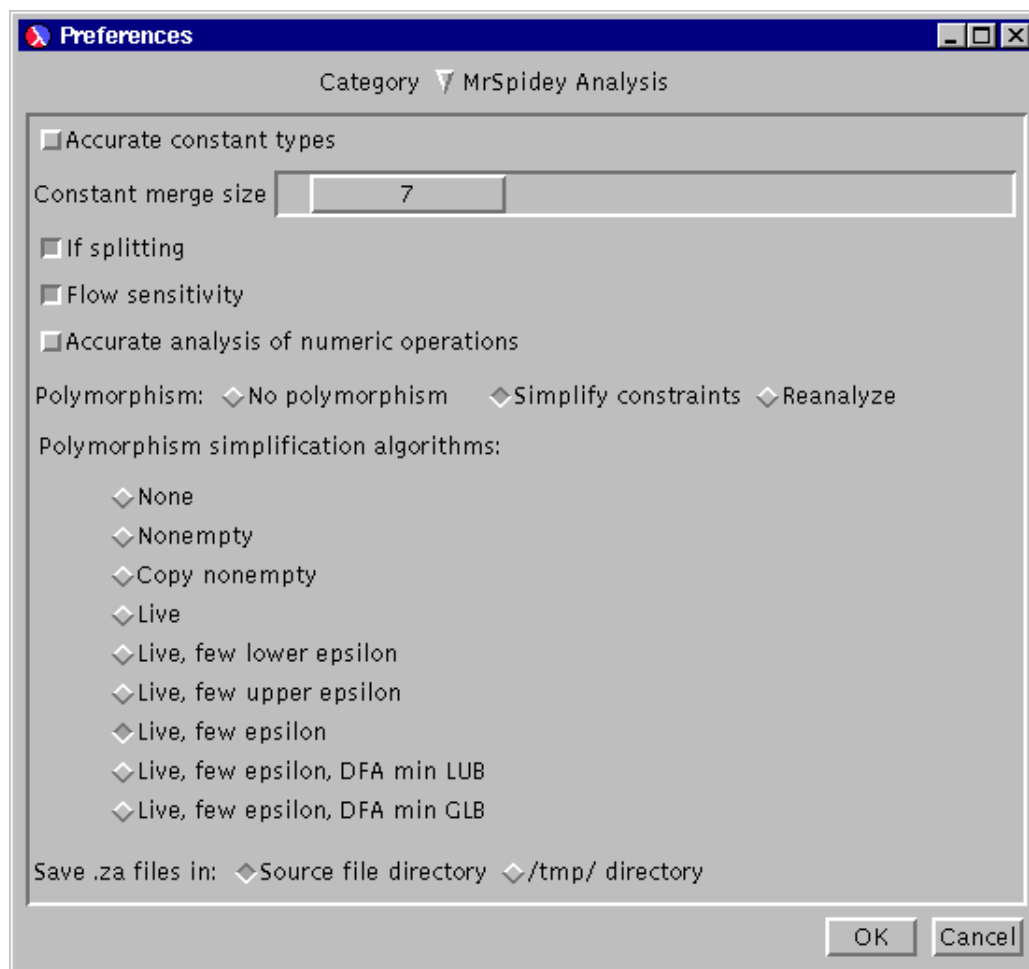 Preferences
Category MrSpidey Analysis
Accurate constant types
Constant merge size 7
If splitting
Flow sensitivity
Accurate analysis of numeric operations
Polymorphism: No polymorphism Simplify constraints Reanalyze
Polymorphism simplification algorithms:
None
Nonempty
Copy nonempty
Live
Live, few lower epsilon
Live, few upper epsilon
Live, few epsilon
Live, few epsilon, DFA min LUB
Live, few epsilon, DFA min GLB
Save .za files in: Source file directory /tmp/ directory
OK Cancel